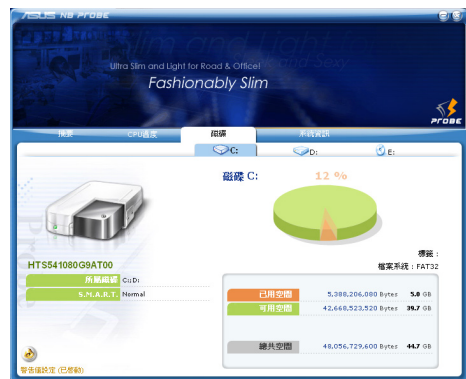 ASUS NB PROBE
Ultra Slim and Light for Road & Office!
Fashionably Slim
PROBE
摘要 CPU溫度 磁碟 系統資訊
C: D: E:
磁碟 C: 12 %
標籤 :
檔案系統 : FAT32
HTS541080G9AT00
所屬磁碟 C:; D:
S.M.A.R.T. Normal
已用空間 5,388,206,080 Bytes 5.0 GB
可用空間 42,668,523,520 Bytes 39.7 GB
總共空間 48,056,729,600 Bytes 44.7 GB
警告值設定 (已啟動)